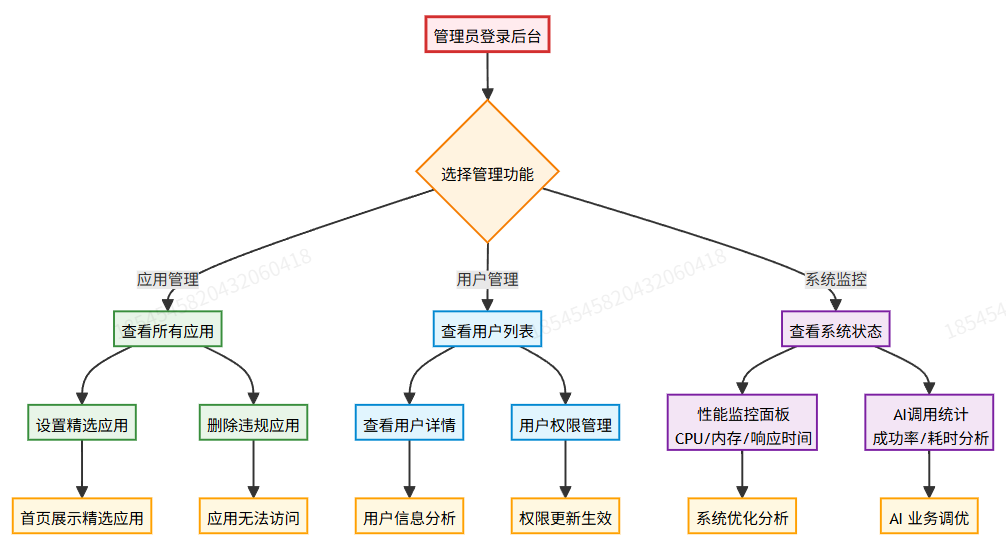 管理员登录后台
选择管理功能
应用管理
用户管理
系统监控
1854545820432060418
1854545820432060418
185454
查看所有应用
查看用户列表
查看系统状态
设置精选应用
删除违规应用
查看用户详情
用户权限管理
性能监控面板
CPU/内存/响应时间
AI调用统计
成功率/耗时分析
首页展示精选应用
应用无法访问
用户信息分析
权限更新生效
系统优化分析
AI 业务调优